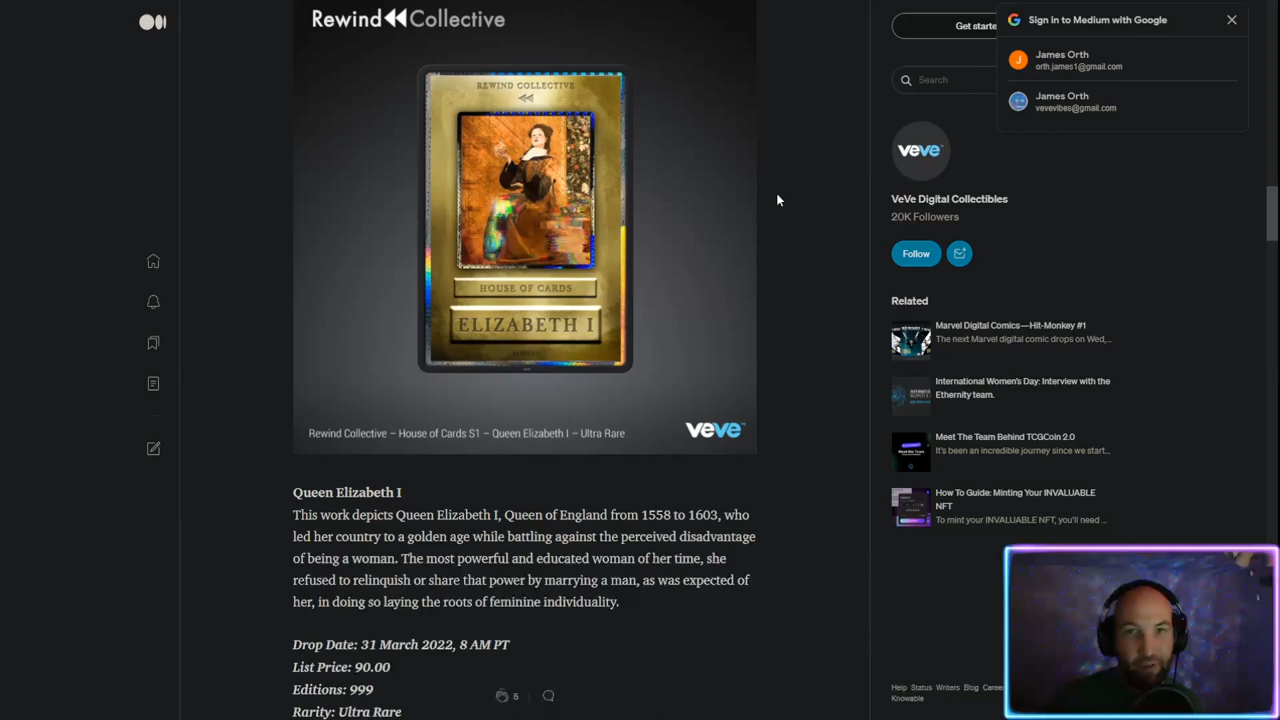 Rewind Collective
REWIND COLLECTIVE
HOUSE OF CARDS
ELIZABETH I
Rewind Collective – House of Cards S1 – Queen Elizabeth I – Ultra Rare
veve
Queen Elizabeth I
This work depicts Queen Elizabeth I, Queen of England from 1558 to 1603, who
led her country to a golden age while battling against the perceived disadvantage
of being a woman. The most powerful and educated woman of her time, she
refused to relinquish or share that power by marrying a man, as was expected of
her, in doing so laying the roots of feminine individuality.
Drop Date: 31 March 2022, 8 AM PT
List Price: 90.00
Editions: 999
Rarity: Ultra Rare
5
Get starte
Sign in to Medium with Google
James Orth
orth.james1@gmail.com
James Orth
vevevibes@gmail.com
Search
veve
VeVe Digital Collectibles
20K Followers
Follow
Related
Marvel Digital Comics—Hit-Monkey #1
The next Marvel digital comic drops on Wed,...
International Women's Day: Interview with the
Ethernity team.
Meet The Team Behind TCGCoin 2.0
It's been an incredible journey since we start...
How To Guide: Minting Your INVALUABLE
NFT
To mint your INVALUABLE NFT, you'll need ...
Help Status Writers Blog Caree
Knowable